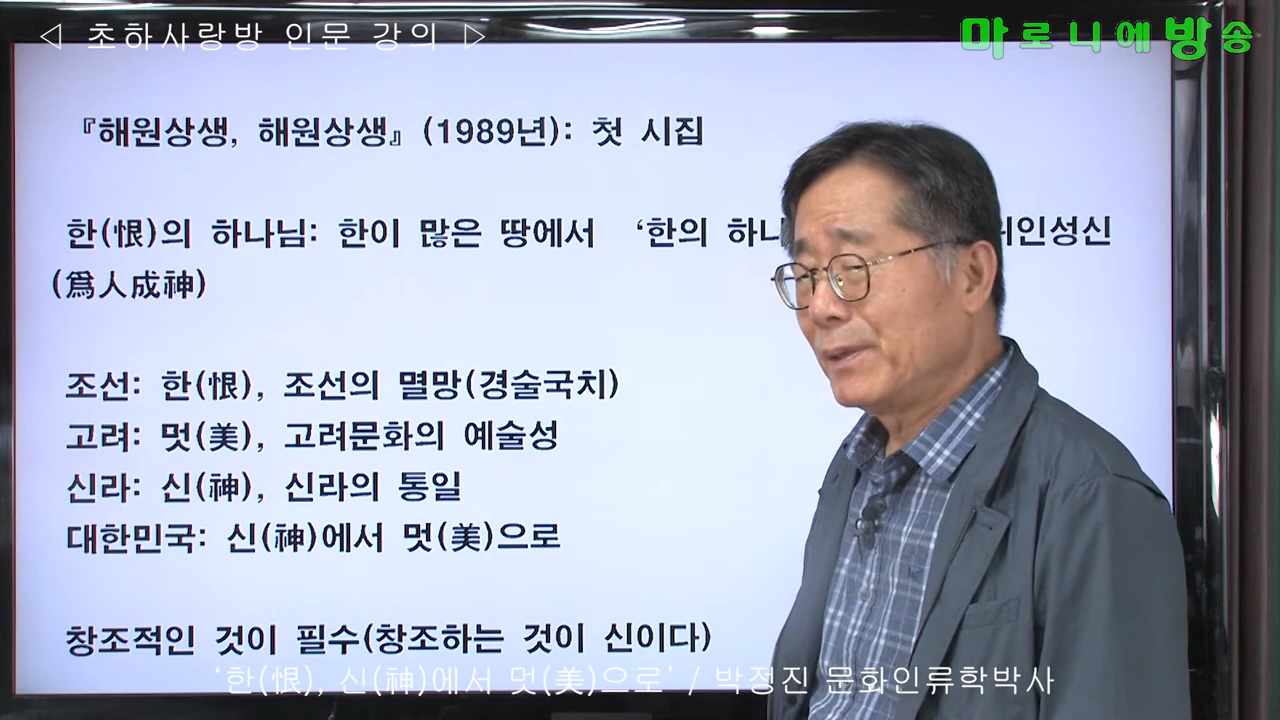 ◁ 초하사랑방 인문 강의 ▷
마로니에방송
『해원상생, 해원상생』(1989년): 첫 시집
한(恨)의 하나님: 한이 많은 땅에서 ‘한의 인성신
(爲人成神)
조선: 한(恨), 조선의 멸망(경술국치)
고려: 멋(美), 고려문화의 예술성
신라: 신(神), 신라의 통일
대한민국: 신(神)에서 멋(美)으로
창조적인 것이 필수(창조하는 것이 신이다)
‘한(恨), 신(神)에서 멋(美)으로’ / 박정진 문화인류학박사